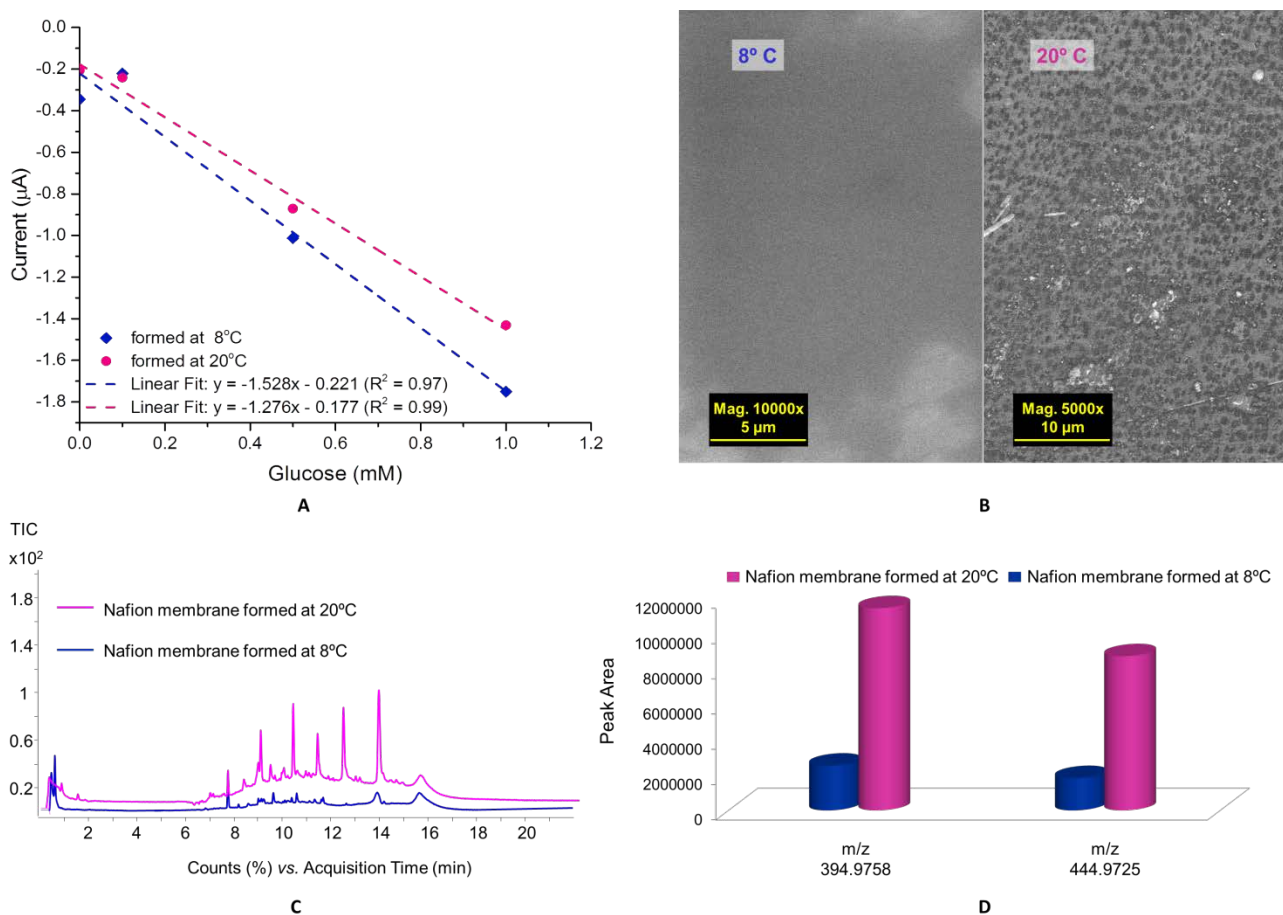 0.0
-0.2
-0.4
-0.6
-0.8
-1.0
-1.2
-1.4
-1.6
-1.8
Current (µA)
formed at 8°C
formed at 20°C
Linear Fit: y = -1.528x - 0.221 (R² = 0.97)
Linear Fit: y = -1.276x - 0.177 (R² = 0.99)
0.0 0.2 0.4 0.6 0.8 1.0 1.2
Glucose (mM)
A
8º C
20º C
Mag. 10000x
5 µm
Mag. 5000x
10 µm
B
TIC
x10²
1.8
1.4
1
0.6
0.2
Nafion membrane formed at 20ºC
Nafion membrane formed at 8ºC
2 4 6 8 10 12 14 16 18 20
Counts (%) vs. Acquisition Time (min)
C
Nafion membrane formed at 20ºC Nafion membrane formed at 8ºC
12000000
10000000
8000000
6000000
4000000
2000000
0
Peak Area
m/z
394.9758
m/z
444.9725
D